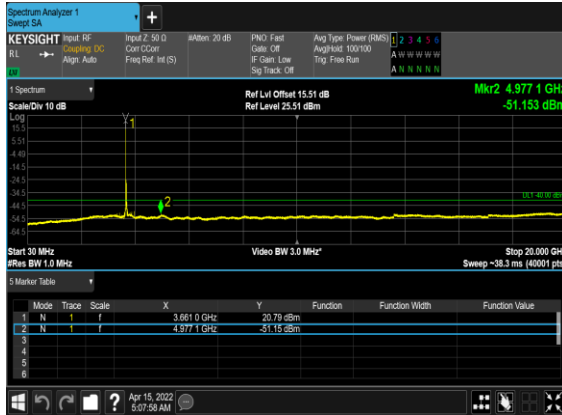 Spectrum Analyzer 1
Swept SA
+
KEYSIGHT Input: RF Input Z: 50 Ω #Atten: 20 dB PNO: Fast Avg Type: Power (RMS) 1 2 3 4 5 6
RL Coupling: DC Corr CCorr Gate: Off Avg|Hold: 100/100 A W W W W W
Align: Auto Freq Ref: Int (S) IF Gain: Low Trig: Free Run
Sig Track: Off A N N N N N
1 Spectrum Ref Lvl Offset 15.51 dB Mkr2 4.977 1 GHz
Scale/Div 10 dB Ref Level 25.51 dBm -51.153 dBm
Log
15.5 1
5.51
-4.49
-14.5
-24.5
-34.5 DL1 -40.00 dB
-44.5 2
-54.5
-64.5
Start 30 MHz Video BW 3.0 MHz* Stop 20.000 GH
#Res BW 1.0 MHz Sweep ~38.3 ms (40001 pts
5 Marker Table
Mode Trace Scale X Y Function Function Width Function Value
1 N 1 f 3.661 0 GHz 20.79 dBm
2 N 1 f 4.977 1 GHz -51.15 dBm
3
4
5
6
? Apr 15, 2022
5:07:58 AM